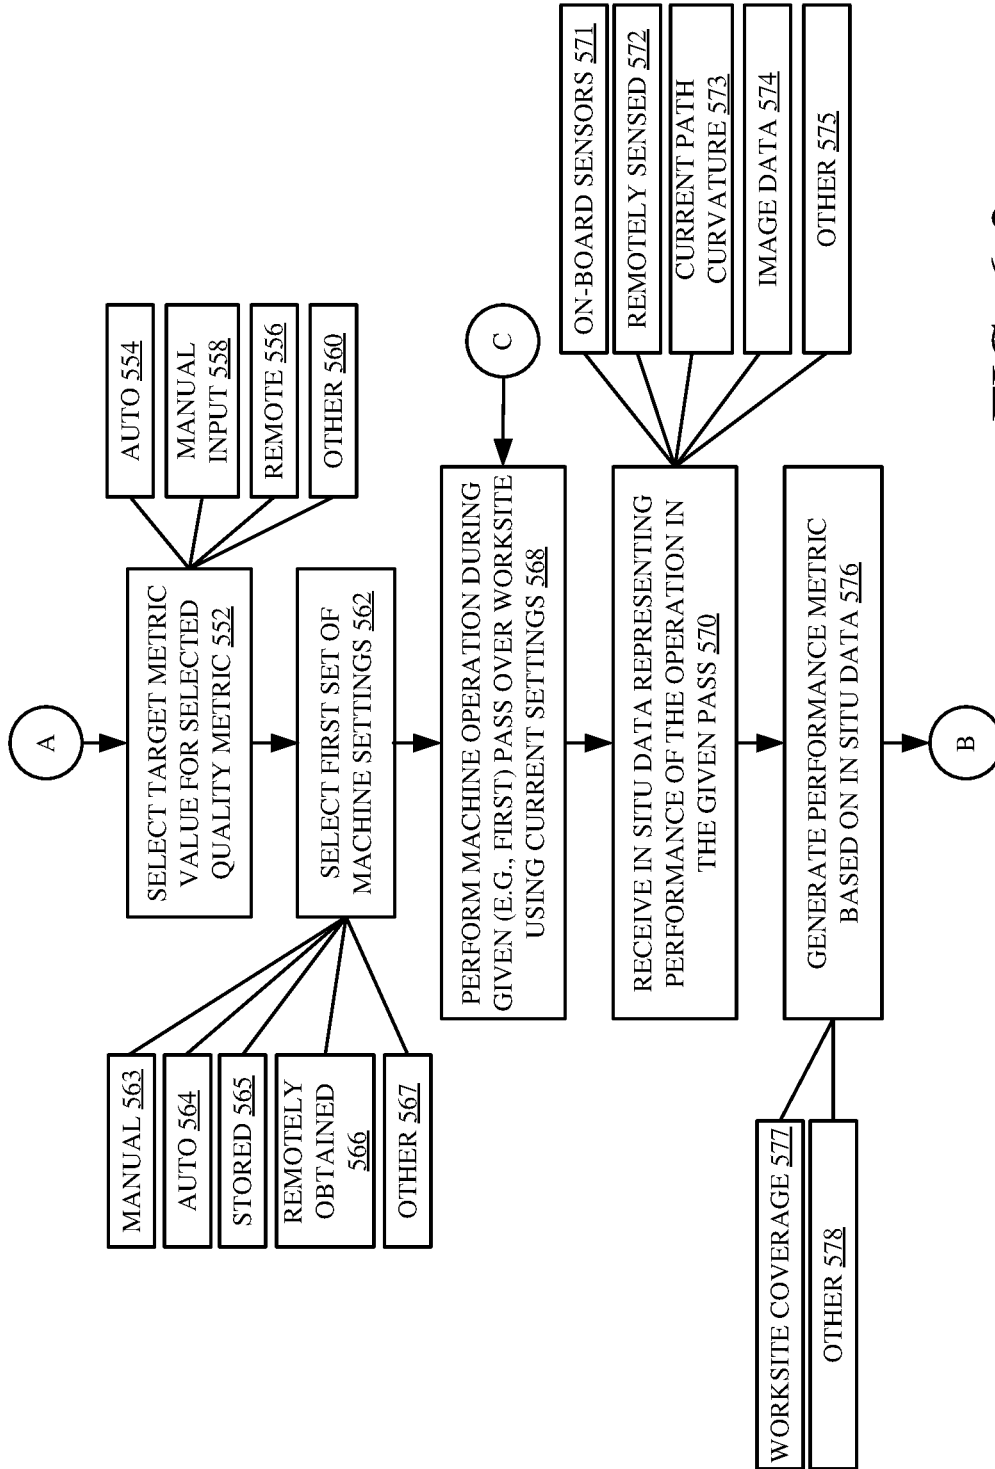 A
SELECT TARGET METRIC
VALUE FOR SELECTED
QUALITY METRIC 552
AUTO 554
MANUAL
INPUT 558
REMOTE 556
OTHER 560
SELECT FIRST SET OF
MACHINE SETTINGS 562
MANUAL 563
AUTO 564
STORED 565
REMOTELY
OBTAINED
566
OTHER 567
C
PERFORM MACHINE OPERATION DURING
GIVEN (E.G., FIRST) PASS OVER WORKSITE
USING CURRENT SETTINGS 568
RECEIVE IN SITU DATA REPRESENTING
PERFORMANCE OF THE OPERATION IN
THE GIVEN PASS 570
ON-BOARD SENSORS 571
REMOTELY SENSED 572
CURRENT PATH
CURVATURE 573
IMAGE DATA 574
OTHER 575
GENERATE PERFORMANCE METRIC
BASED ON IN SITU DATA 576
WORKSITE COVERAGE 577
OTHER 578
B